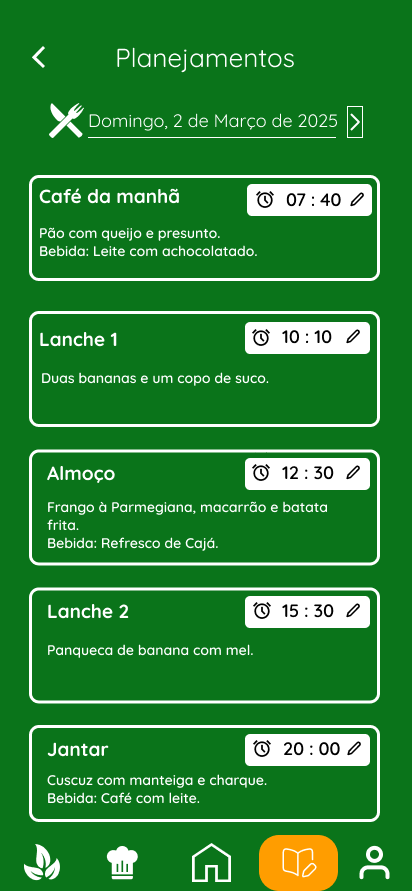 Planejamentos
Domingo, 2 de Março de 2025
Café da manhã
07 : 40
Pão com queijo e presunto.
Bebida: Leite com achocolatado.
Lanche 1
10 : 10
Duas bananas e um copo de suco.
Almoço
12 : 30
Frango à Parmegiana, macarrão e batata
frita.
Bebida: Refresco de Cajá.
Lanche 2
15 : 30
Panqueca de banana com mel.
Jantar
20 : 00
Cuscuz com manteiga e charque.
Bebida: Café com leite.